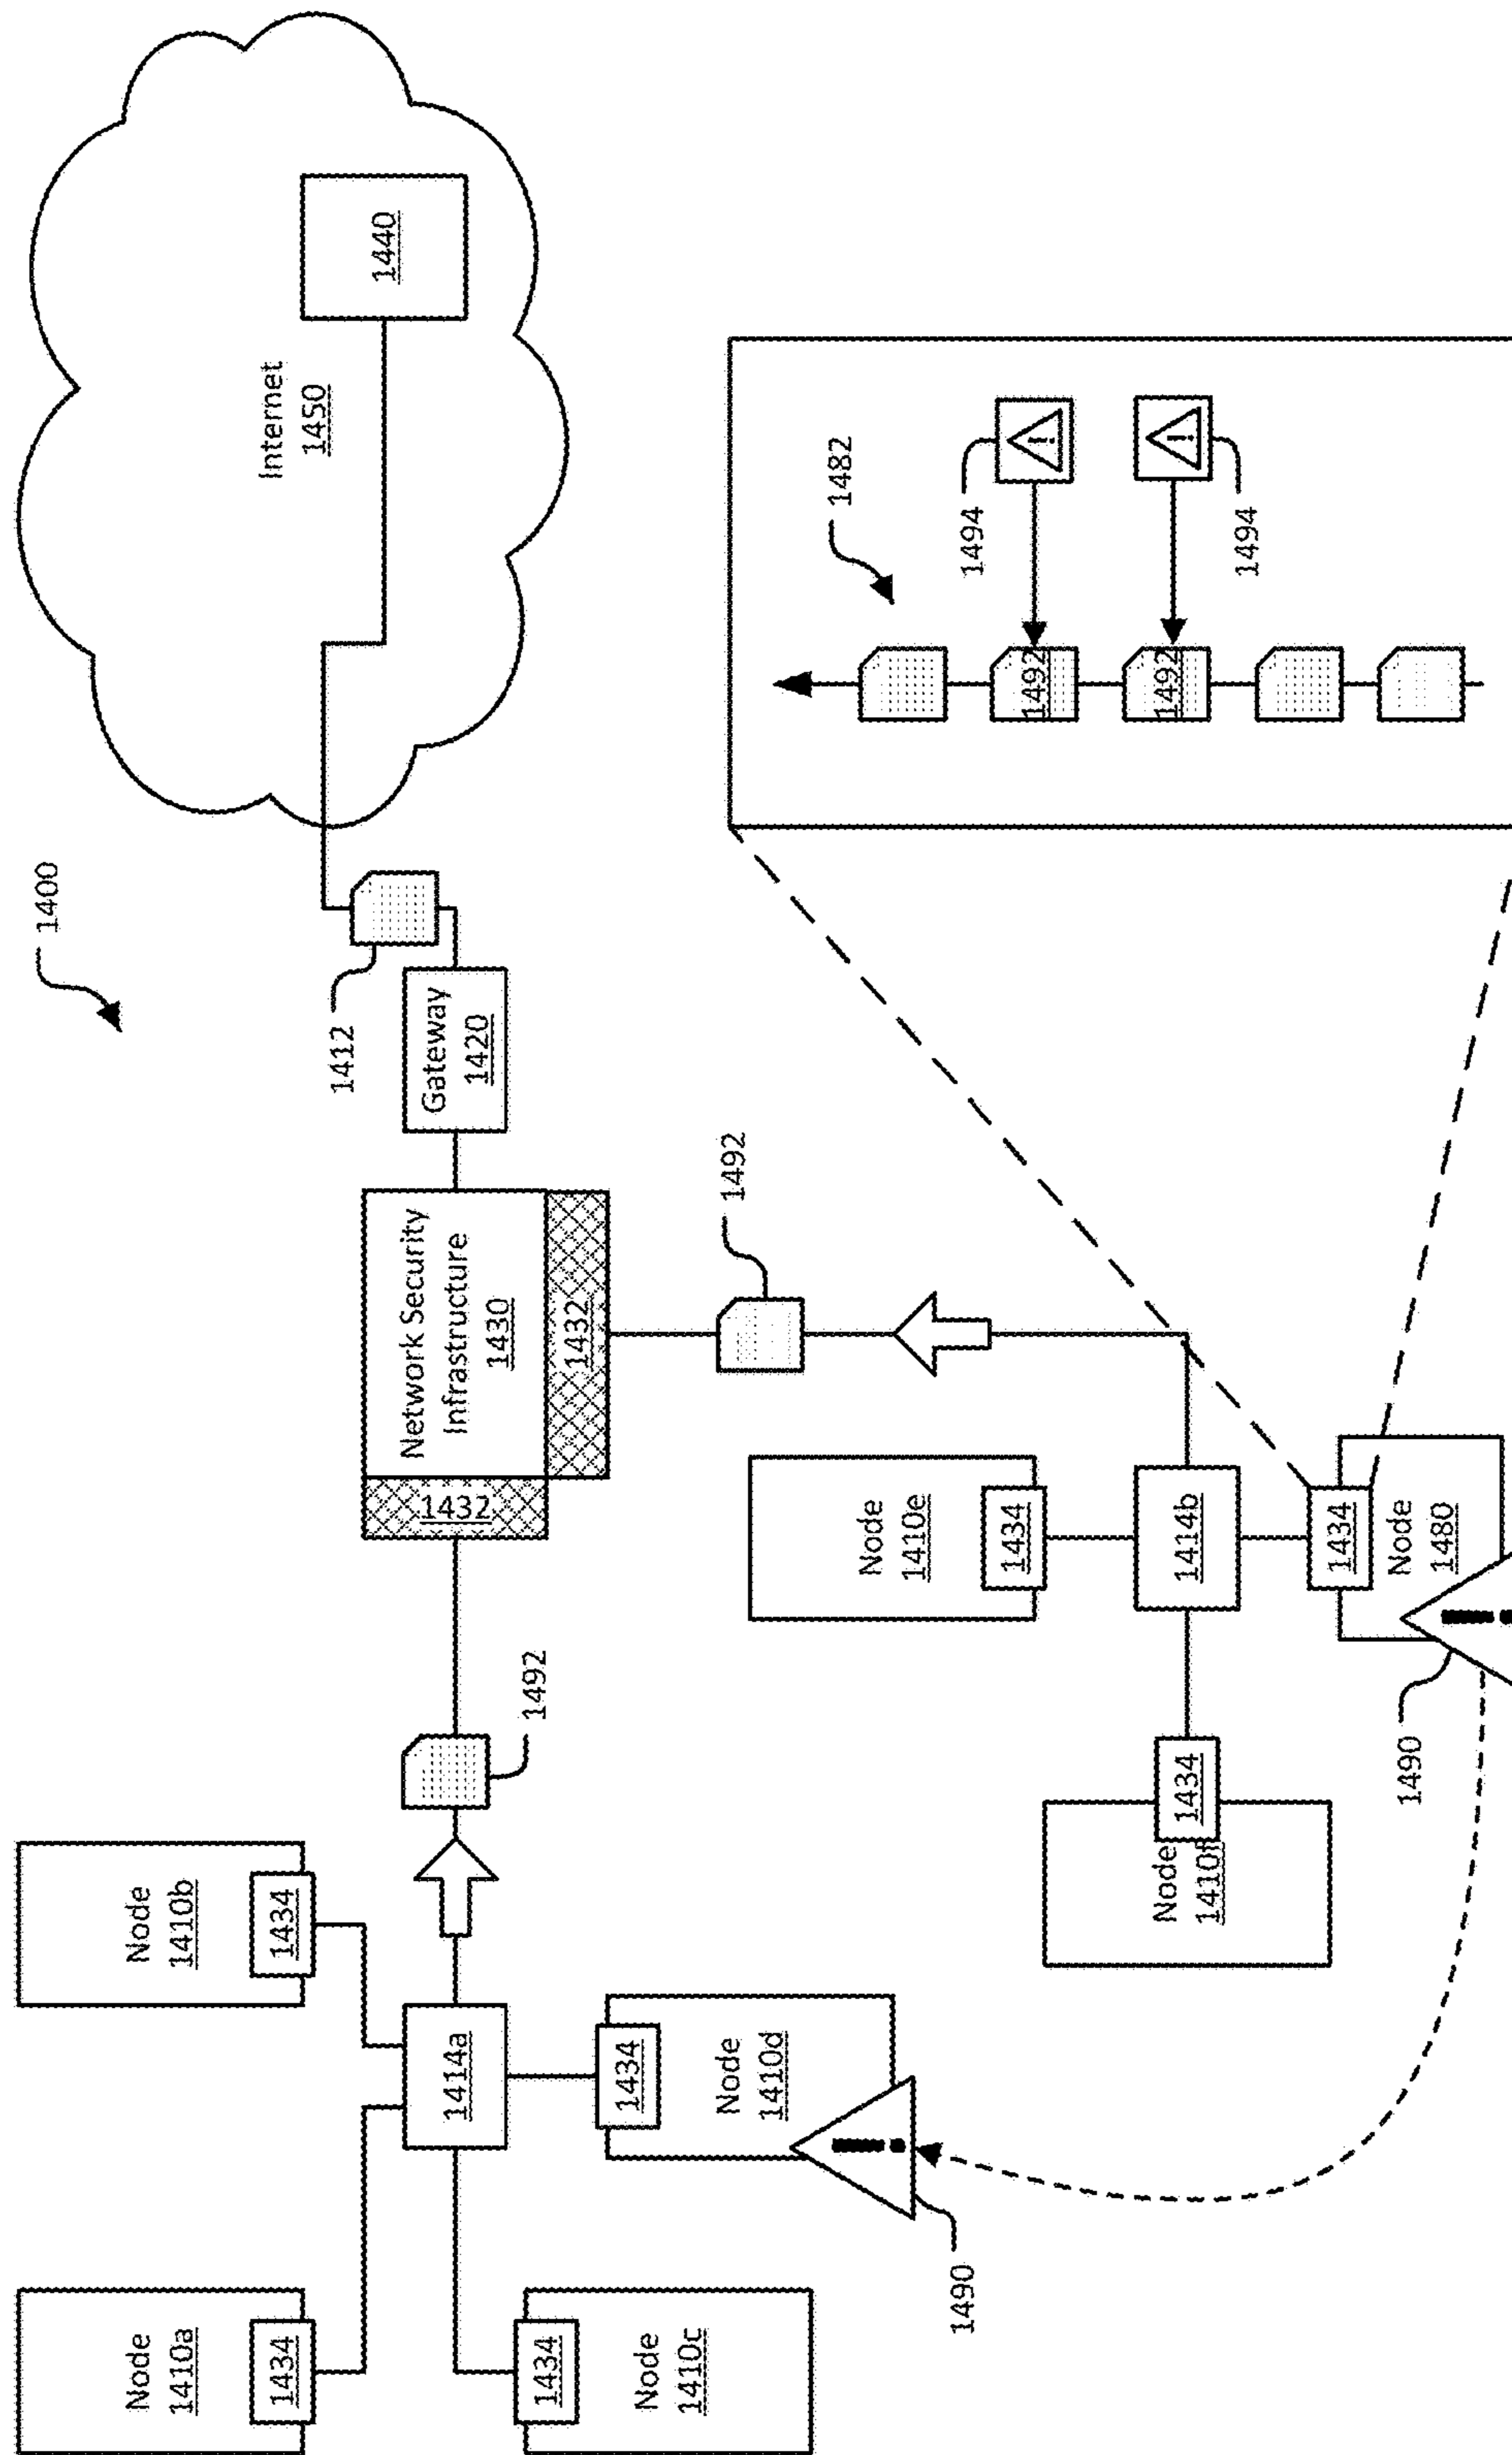 1400
Internet
1450
1440
1412
Gateway
1420
Network Security
Infrastructure
1430
1432
1432
1492
1492
Node
1410a
1434
Node
1410b
1434
1414a
1434
Node
1410c
1434
Node
1410d
1490
Node
1410e
1434
1414b
1434
Node
1410f
1434
Node
1480
1490
1482
1492
1492
1494
1494